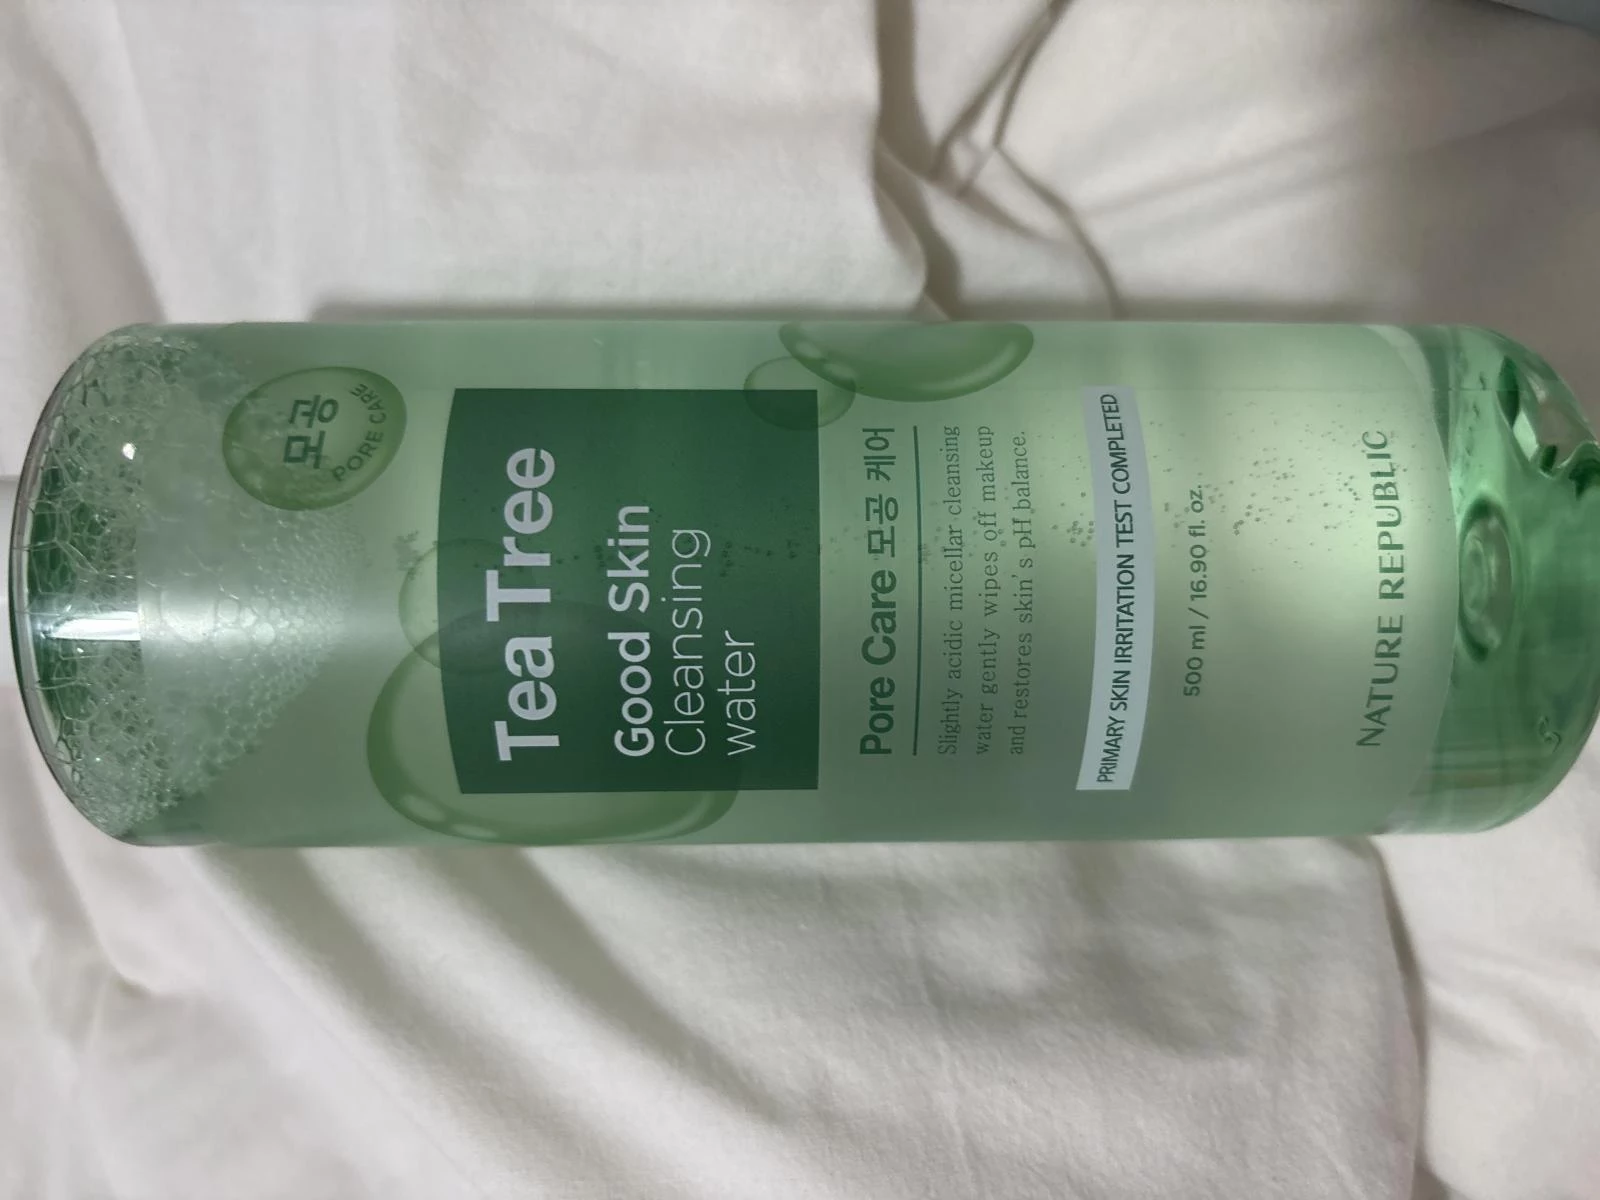 모공
PORE CARE
Tea Tree
Good Skin
Cleansing
water
Pore Care 모공 케어
Slightly acidic micellar cleansing
water gently wipes off makeup
and restores skin's pH balance.
PRIMARY SKIN IRRITATION TEST COMPLETED
500 ml / 16.90 fl. oz.
NATURE REPUBLIC